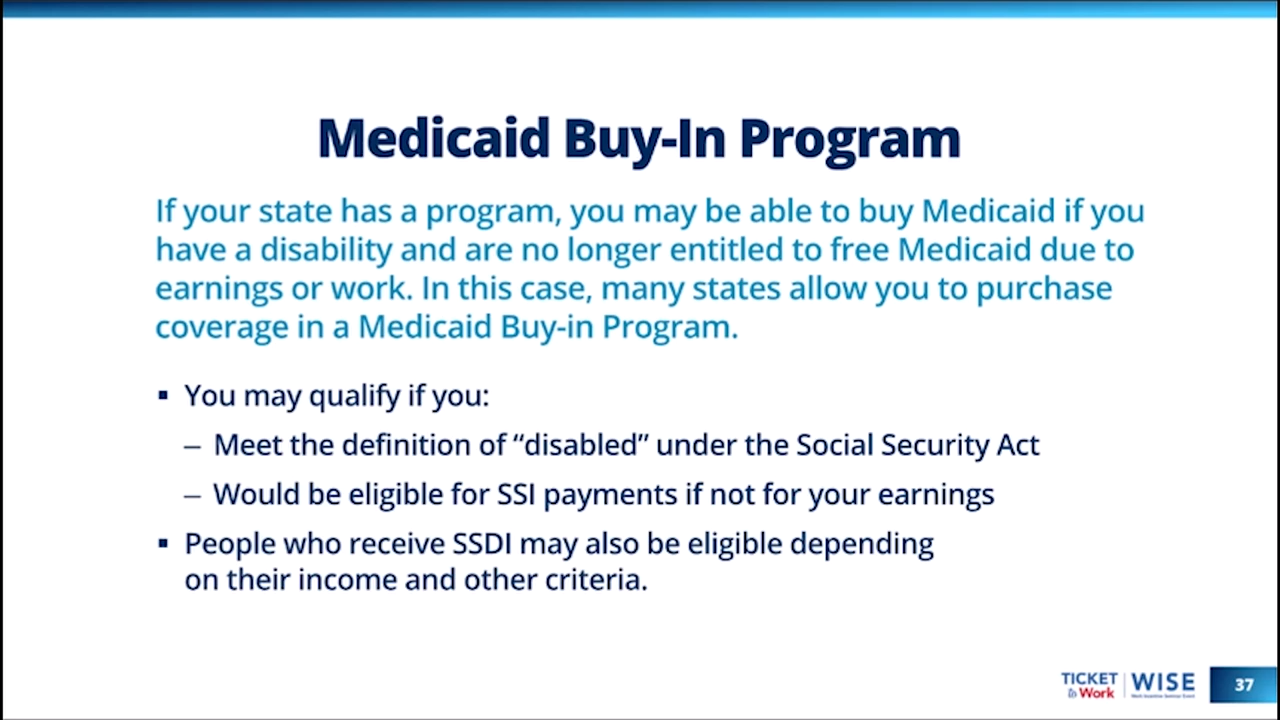 Medicaid Buy-In Program
If your state has a program, you may be able to buy Medicaid if you
have a disability and are no longer entitled to free Medicaid due to
earnings or work. In this case, many states allow you to purchase
coverage in a Medicaid Buy-in Program.
▪ You may qualify if you:
– Meet the definition of “disabled” under the Social Security Act
– Would be eligible for SSI payments if not for your earnings
▪ People who receive SSDI may also be eligible depending
on their income and other criteria.
TICKET
to Work
WISE
Work Incentive Seminar Event
37